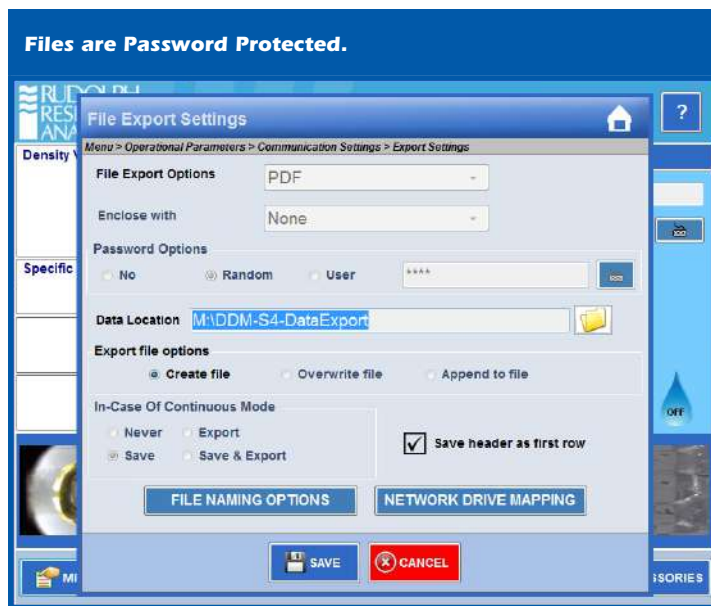 Files are Password Protected.
RUDOLPH
RES
ANA
?
File Export Settings
Menu > Operational Parameters > Communication Settings > Export Settings
Density
File Export Options PDF
Enclose with None
Password Options
No Random User ****
Specific
Data Location M:\DDM-S4-DataExport
Export file options
Create file Overwrite file Append to file
In-Case Of Continuous Mode
Never Export
Save Save & Export
Save header as first row
OFF
FILE NAMING OPTIONS NETWORK DRIVE MAPPING
SAVE CANCEL
SSORIES